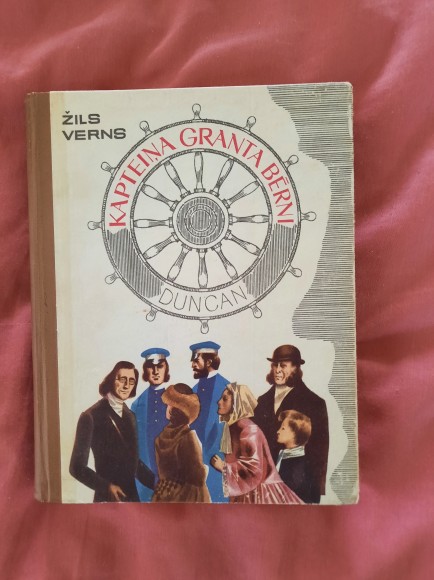 ŽILS
VERNS
KAPTEIŅA GRANTA BĒRNI
DUNCAN